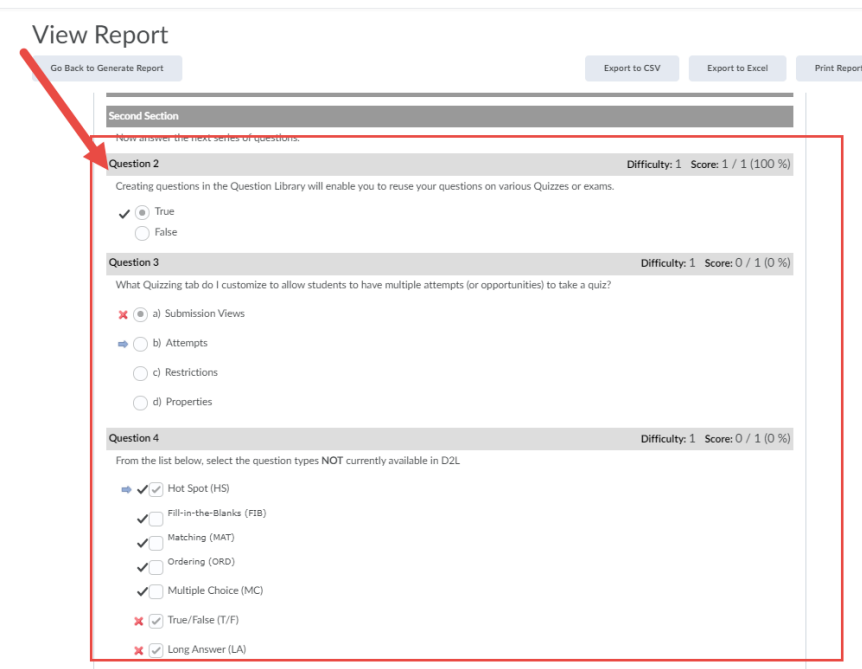 View Report
Go Back to Generate Report
Export to CSV
Export to Excel
Print Report
Second Section
Now answer the next series of questions.
Question 2 Difficulty: 1 Score: 1 / 1 (100 %)
Creating questions in the Question Library will enable you to reuse your questions on various Quizzes or exams.
True
False
Question 3 Difficulty: 1 Score: 0 / 1 (0 %)
What Quizzing tab do I customize to allow students to have multiple attempts (or opportunities) to take a quiz?
a) Submission Views
b) Attempts
c) Restrictions
d) Properties
Question 4 Difficulty: 1 Score: 0 / 1 (0 %)
From the list below, select the question types NOT currently available in D2L
Hot Spot (HS)
Fill-in-the-Blanks (FIB)
Matching (MAT)
Ordering (ORD)
Multiple Choice (MC)
True/False (T/F)
Long Answer (LA)